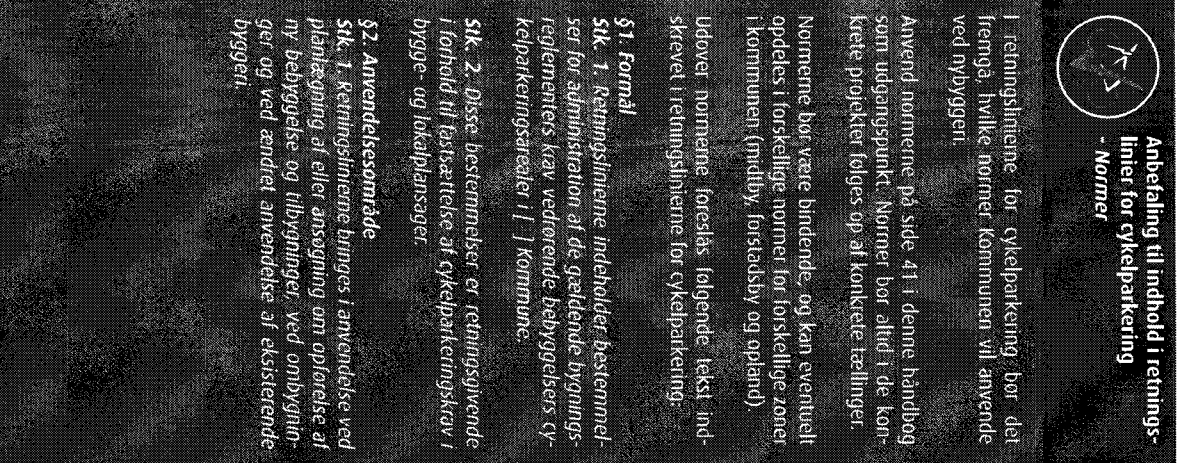 Anbefaling til indhold i retnings-
linier for cykelparkering
- Normer
I retningslinierne for cykelparkering bør det
fremgå, hvilke normer Kommunen vil anvende
ved nybyggeri.
Anvend normerne på side 41 i denne håndbog
som udgangspunkt. Normer bør altid i de kon-
krete projekter følges op af konkrete tællinger.
Normerne bør være bindende, og kan eventuelt
opdeles i forskellige normer for forskellige zoner
i kommunen (midtby, forstadsby og opland)
Udover normerne foreslås følgende tekst ind-
skrevet i retningslinierne for cykelparkering:
§1. Formål
Stk. 1. Retningslinierne indeholder bestemmel-
ser for administration af de gældende bygnings-
reglementers krav vedrørende bebyggelsers cy-
kelparkeringsarealer i [ ] Kommune.
Stk. 2. Disse bestemmelser er retningsgivende
i forhold til fastsættelse af cykelparkeringskrav i
bygge- og lokalplansager.
§2. Anvendelsesområde
Stk. 1. Retningslinierne bringes i anvendelse ved
planlægning af eller ansøgning om opførelse af
ny bebyggelse og tilbygninger, ved ombygnin-
ger og ved ændret anvendelse af eksisterende
byggeri.